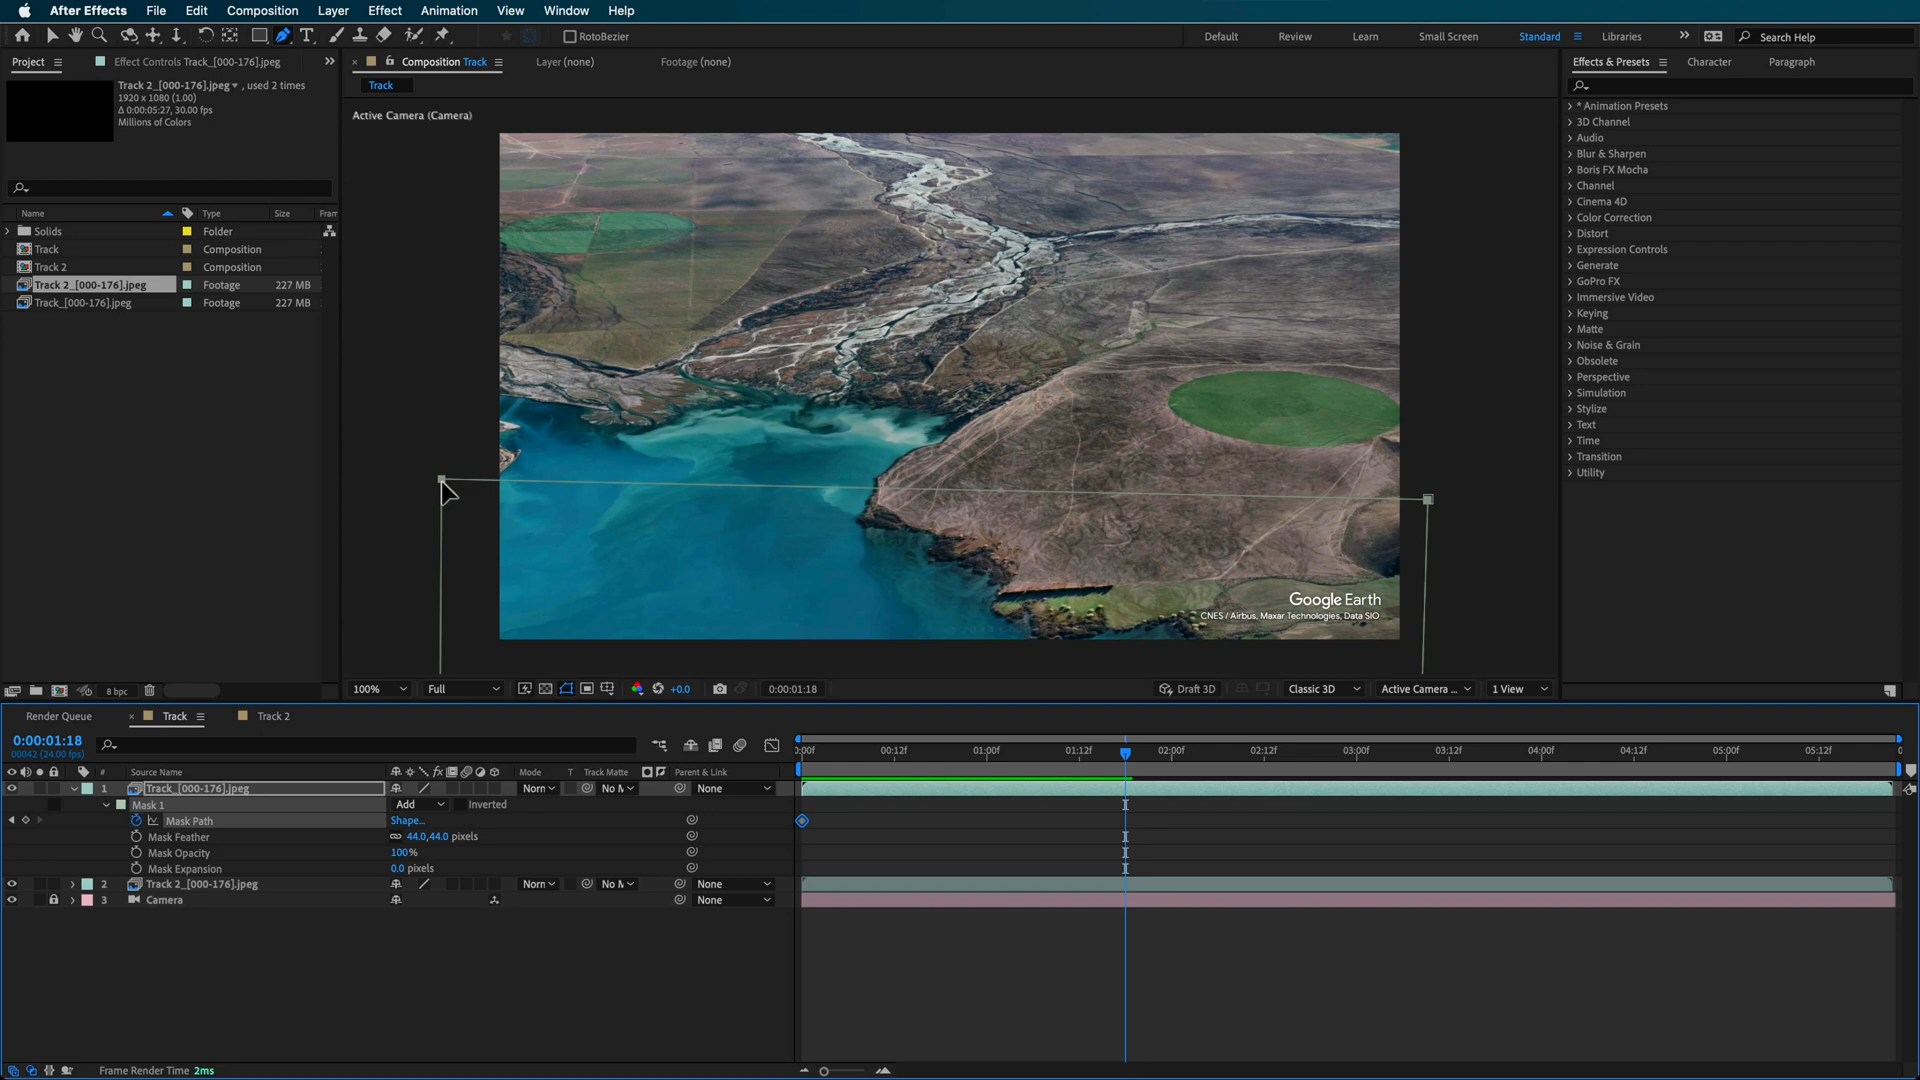 After Effects File Edit Composition Layer Effect Animation View Window Help
RotoBezier
Default Review Learn Small Screen Standard Libraries
Search Help
Project
Effect Controls Track_[000-176].jpeg
Composition Track
Layer (none)
Footage (none)
Effects & Presets
Character
Paragraph
Track 2_[000-176].jpeg , used 2 times
1920 x 1080 (1.00)
Δ 0:00:05:27, 30.00 fps
Millions of Colors
Track
Active Camera (Camera)
* Animation Presets
3D Channel
Audio
Blur & Sharpen
Boris FX Mocha
Channel
Cinema 4D
Color Correction
Distort
Expression Controls
Generate
GoPro FX
Immersive Video
Keying
Matte
Noise & Grain
Obsolete
Perspective
Simulation
Stylize
Text
Time
Transition
Utility
Name Type Size Fram
Solids Folder
Track Composition
Track 2 Composition
Track 2_[000-176].jpeg Footage 227 MB
Track_[000-176].jpeg Footage 227 MB
Google Earth
CNES / Airbus, Maxar Technologies, Data SIO
8 bpc
100% Full +0.0 0:00:01:18 Draft 3D Classic 3D Active Camera ... 1 View
Render Queue Track Track 2
0:00:01:18
00042 (24.00 fps)
0:00f 00:12f 01:00f 01:12f 02:00f 02:12f 03:00f 03:12f 04:00f 04:12f 05:00f 05:12f
# Source Name Mode T Track Matte Parent & Link
1 Track_[000-176].jpeg Norn No M None
Mask 1 Add Inverted
Mask Path Shape...
Mask Feather 44.0,44.0 pixels
Mask Opacity 100%
Mask Expansion 0.0 pixels
2 Track 2_[000-176].jpeg Norn No M None
3 Camera None
Frame Render Time 2ms